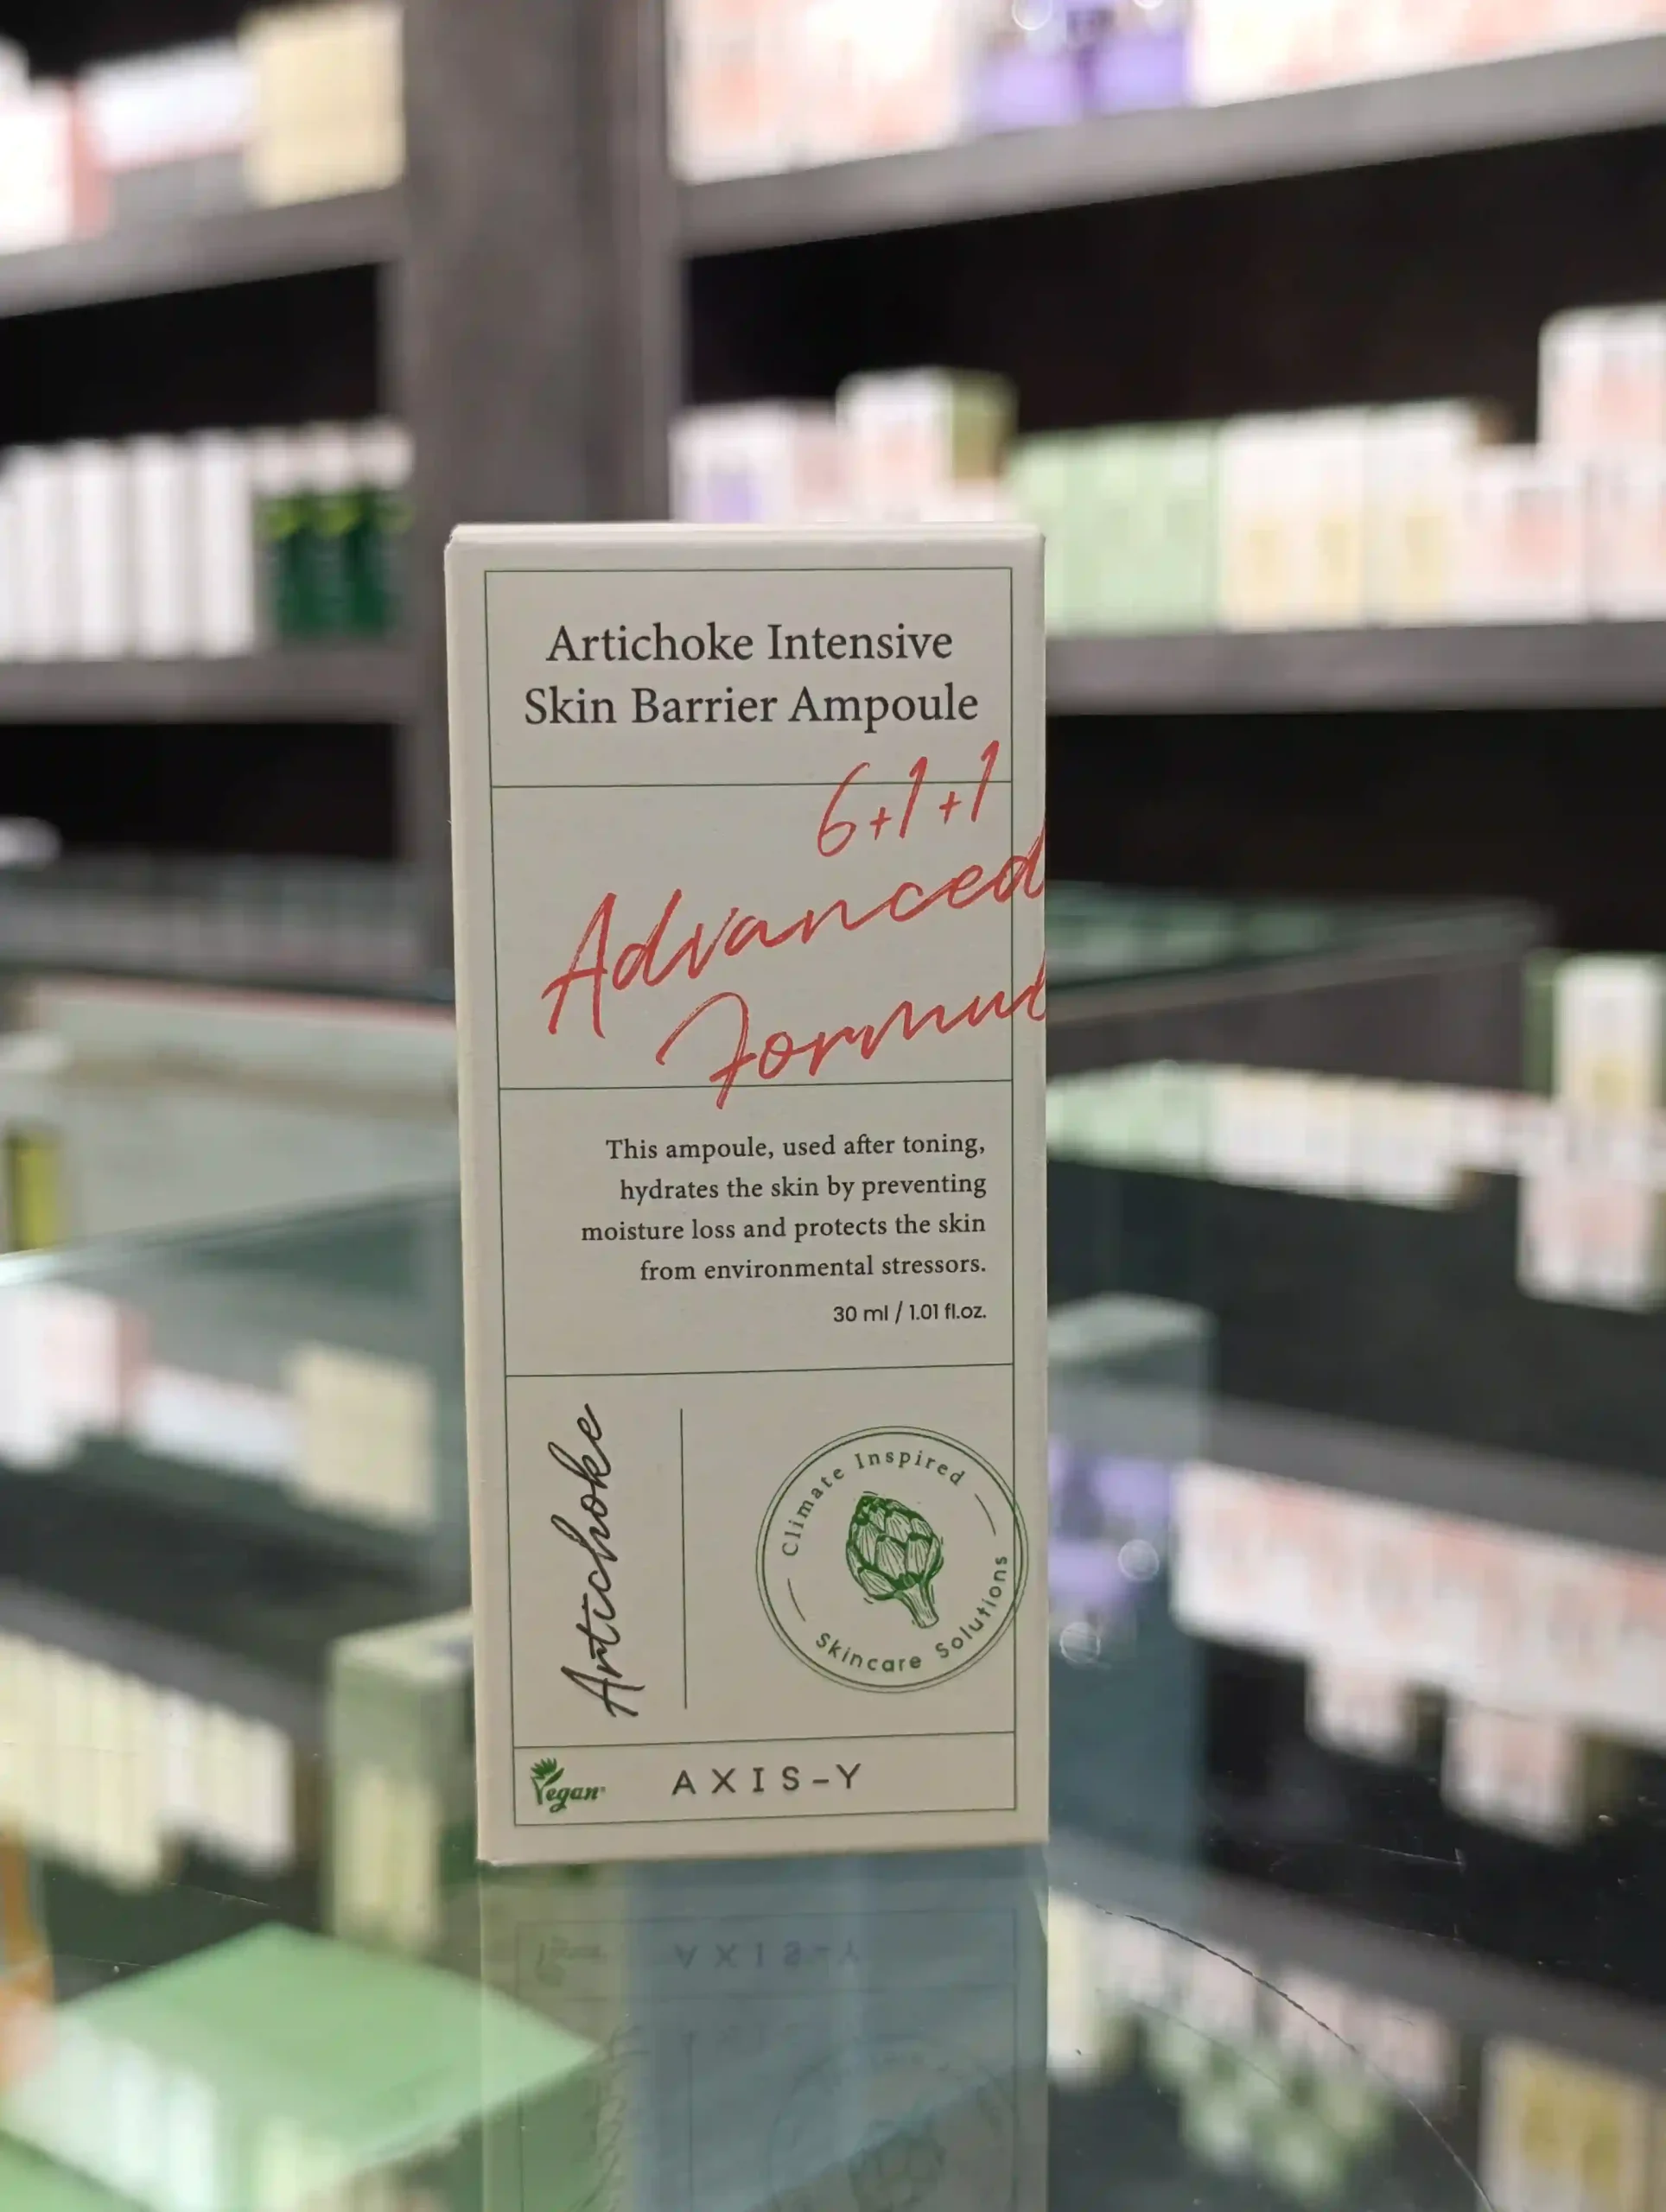 Artichoke Intensive
Skin Barrier Ampoule
6+1+1
Advanced
Formul
This ampoule, used after toning,
hydrates the skin by preventing
moisture loss and protects the skin
from environmental stressors.
30 ml / 1.01 fl.oz.
Artichoke
Climate Inspired
Skincare Solutions
Vegan
AXIS-Y